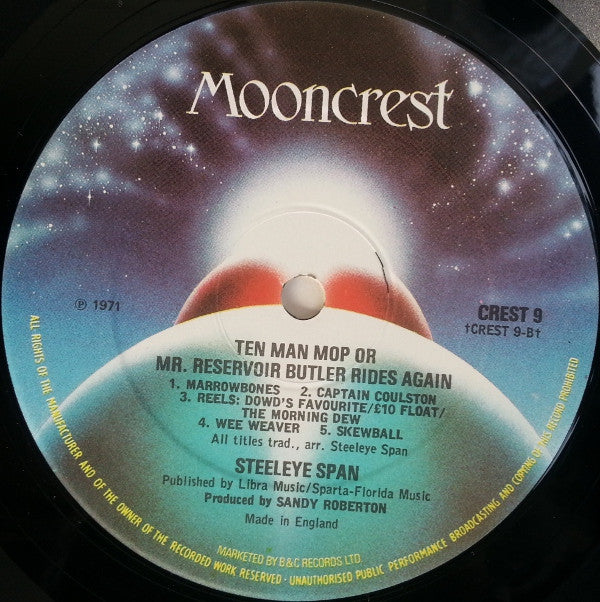 Mooncrest
℗ 1971
CREST 9
†CREST 9-B†
TEN MAN MOP OR
MR. RESERVOIR BUTLER RIDES AGAIN
1. MARROWBONES 2. CAPTAIN COULSTON
3. REELS: DOWD'S FAVOURITE/£10 FLOAT/
THE MORNING DEW
4. WEE WEAVER 5. SKEWBALL
All titles trad., arr. Steeleye Span
STEELEYE SPAN
Published by Libra Music/Sparta-Florida Music
Produced by SANDY ROBERTON
Made in England
MARKETED BY B&C RECORDS LTD.
ALL RIGHTS OF THE MANUFACTURER AND OF THE OWNER OF THE RECORDED WORK RESERVED - UNAUTHORISED PUBLIC PERFORMANCE BROADCASTING AND COPYING OF THIS RECORD PROHIBITED